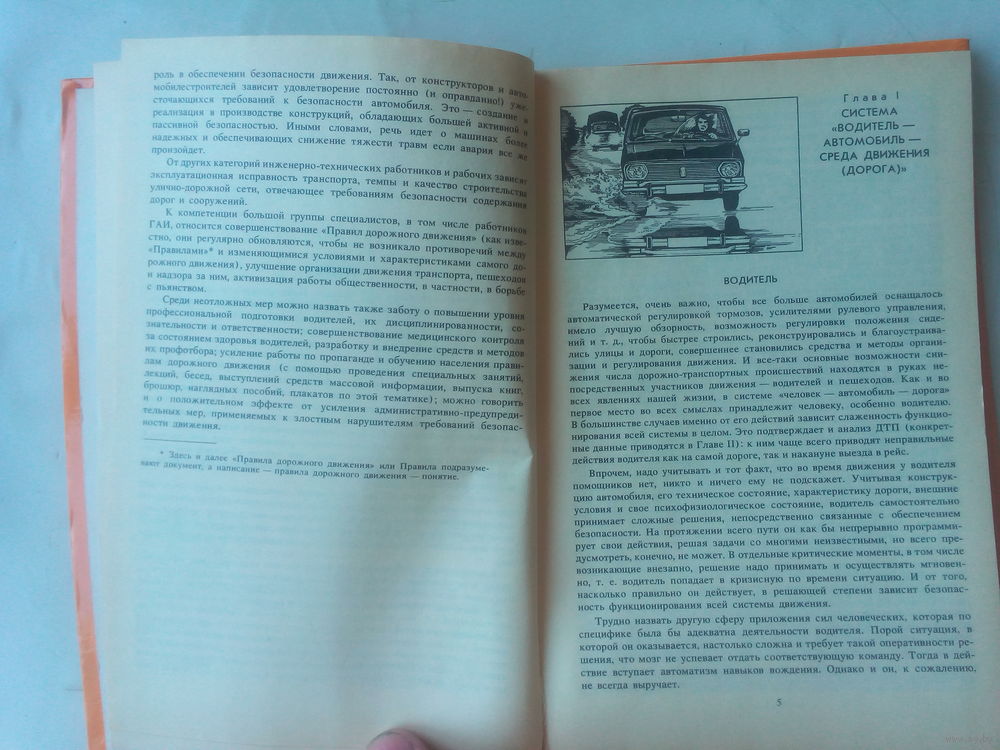 роль в обеспечении безопасности движения. Так, от конструкторов и авто-
мобилестроителей зависит удовлетворение постоянно (и оправданно!) уже-
сточающихся требований к безопасности автомобиля. Это — создание и
реализация в производстве конструкций, обладающих большей активной и
пассивной безопасностью. Иными словами, речь идет о машинах более
надежных и обеспечивающих снижение тяжести травм если авария все же
произойдет.
От других категорий инженерно-технических работников и рабочих зависят
эксплуатационная исправность транспорта, темпы и качество строительства
улично-дорожной сети, отвечающее требованиям безопасности содержания
дорог и сооружений.
К компетенции большой группы специалистов, в том числе работников
ГАИ, относится совершенствование «Правил дорожного движения» (как изве-
стно, они регулярно обновляются, чтобы не возникало противоречий между
«Правилами»* и изменяющимися условиями и характеристиками самого до-
рожного движения), улучшение организации движения транспорта, пешеходов
и надзора за ним, активизация работы общественности, в частности, в борьбе
с пьянством.
Среди неотложных мер можно назвать также заботу о повышении уровня
профессиональной подготовки водителей, их дисциплинированности, со-
знательности и ответственности; совершенствование медицинского контроля
за состоянием здоровья водителей, разработку и внедрение средств и методов
их профотбора; усиление работы по пропаганде и обучению населения прави-
лам дорожного движения (с помощью проведения специальных занятий,
лекций, бесед, выступлений средств массовой информации, выпуска книг,
брошюр, наглядных пособий, плакатов по этой тематике); можно говорить
и о положительном эффекте от усиления административно-предупреди-
тельных мер, применяемых к злостным нарушителям требований безопас-
ности движения.
* Здесь и далее «Правила дорожного движения» или Правила подразуме-
вают документ, а написание — правила дорожного движения — понятие.
Глава I
СИСТЕМА
«ВОДИТЕЛЬ —
АВТОМОБИЛЬ —
СРЕДА ДВИЖЕНИЯ
(ДОРОГА)»
ВОДИТЕЛЬ
Разумеется, очень важно, чтобы все больше автомобилей оснащалось
автоматической регулировкой тормозов, усилителями рулевого управления,
имело лучшую обзорность, возможность регулировки положения сиде-
ний и т. д., чтобы быстрее строились, реконструировались и благоустраива-
лись улицы и дороги, совершеннее становились средства и методы органи-
зации и регулирования движения. И все-таки основные возможности сни-
жения числа дорожно-транспортных происшествий находятся в руках не-
посредственных участников движения — водителей и пешеходов. Как и во
всех явлениях нашей жизни, в системе «человек — автомобиль — дорога»
первое место во всех смыслах принадлежит человеку, особенно водителю.
В большинстве случаев именно от его действий зависит слаженность функцио-
нирования всей системы в целом. Это подтверждает и анализ ДТП (конкрет-
ные данные приводятся в Главе II): к ним чаще всего приводят неправильные
действия водителя как на самой дороге, так и накануне выезда в рейс.
Впрочем, надо учитывать и тот факт, что во время движения у водителя
помощников нет, никто и ничего ему не подскажет. Учитывая конструк-
цию автомобиля, его техническое состояние, характеристику дороги, внешние
условия и свое психофизиологическое состояние, водитель самостоятельно
принимает сложные решения, непосредственно связанные с обеспечением
безопасности. На протяжении всего пути он как бы непрерывно программи-
рует свои действия, решая задачи со многими неизвестными, но всего пре-
дусмотреть, конечно, не может. В отдельные критические моменты, в том числе
возникающие внезапно, решение надо принимать и осуществлять мгновен-
но, т. е. водитель попадает в кризисную по времени ситуацию. И от того,
насколько правильно он действует, в решающей степени зависит безопас-
ность функционирования всей системы движения.
Трудно назвать другую сферу приложения сил человеческих, которая по
специфике была бы адекватна деятельности водителя. Порой ситуация, в
которой он оказывается, настолько сложна и требует такой оперативности ре-
шения, что мозг не успевает отдать соответствующую команду. Тогда в дей-
ствие вступает автоматизм навыков вождения. Однако и он, к сожалению,
не всегда выручает.
5